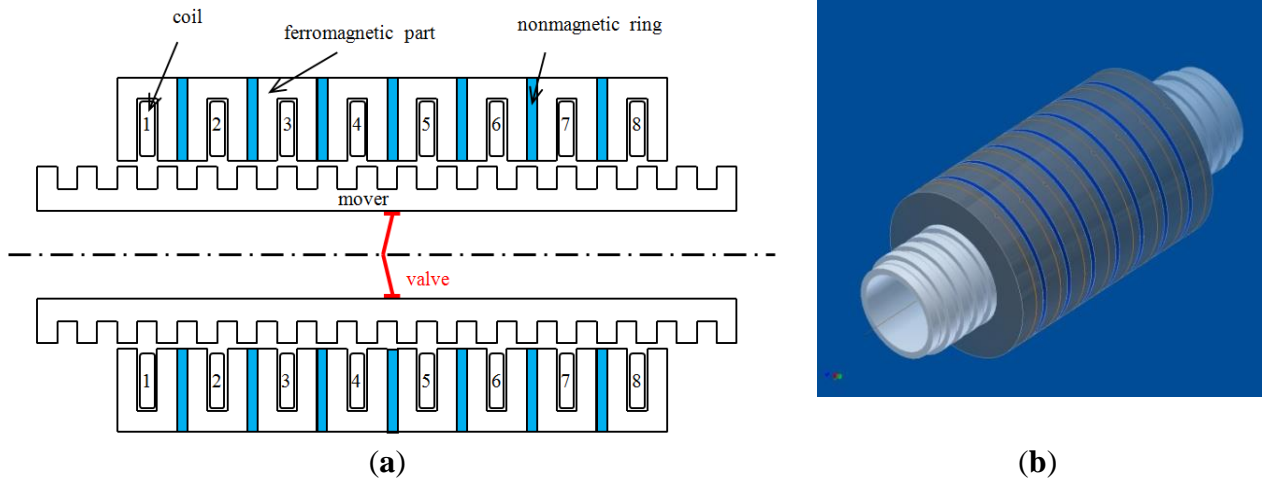 coil
ferromagnetic part
nonmagnetic ring
1 2 3 4 5 6 7 8
mover
valve
1 2 3 4 5 6 7 8
(a) (b)